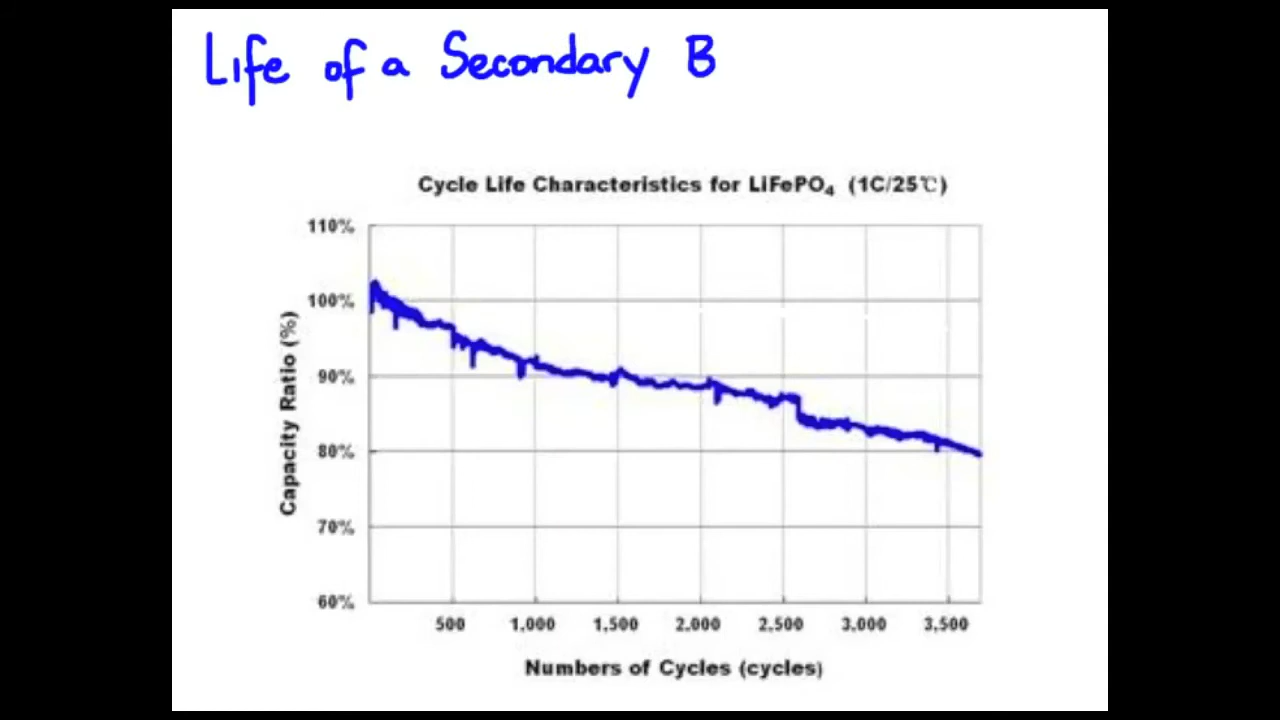 Life of a Secondary B
Cycle Life Characteristics for LiFePO₄ (1C/25℃)
110%
100%
90%
80%
70%
60%
Capacity Ratio (%)
500 1,000 1,500 2,000 2,500 3,000 3,500
Numbers of Cycles (cycles)